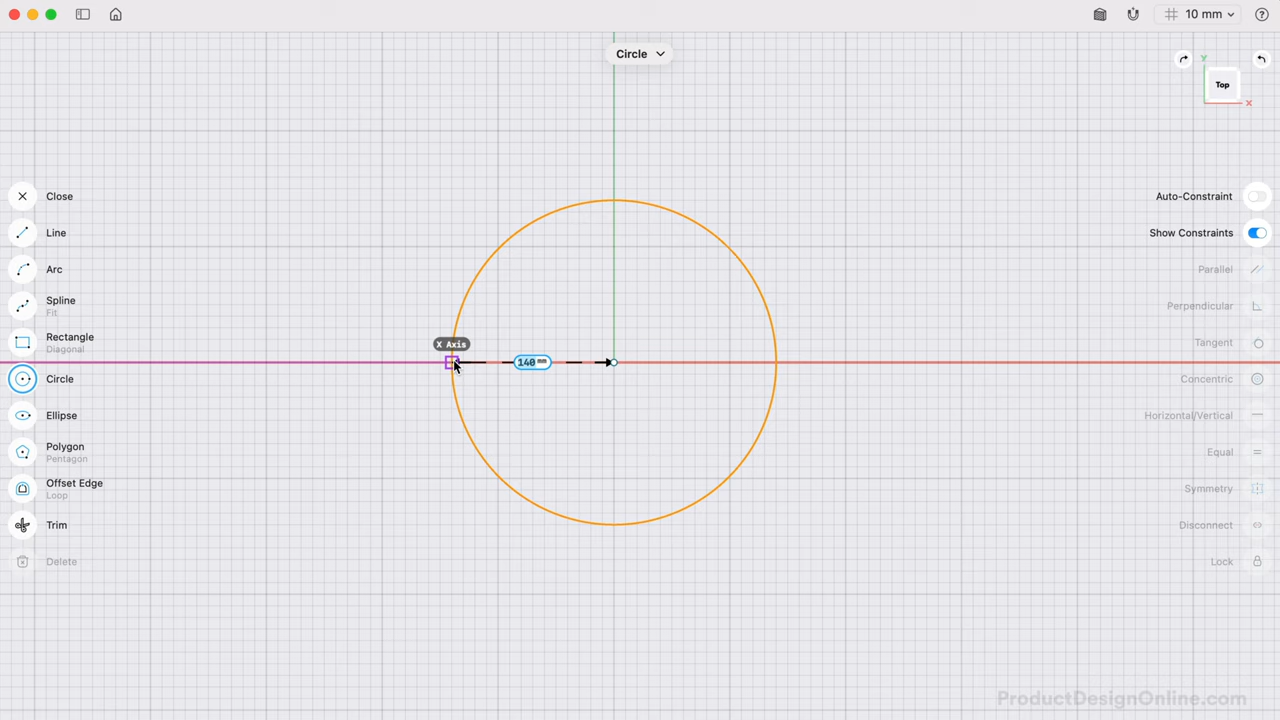 10 mm
Circle
Y
Top
X
Close
Auto-Constraint
Line
Show Constraints
Arc
Parallel
Spline
Fit
Perpendicular
Rectangle
Diagonal
Tangent
X Axis
140 mm
Circle
Concentric
Ellipse
Horizontal/Vertical
Polygon
Pentagon
Equal
Offset Edge
Loop
Symmetry
Trim
Disconnect
Delete
Lock
ProductDesignOnline.com